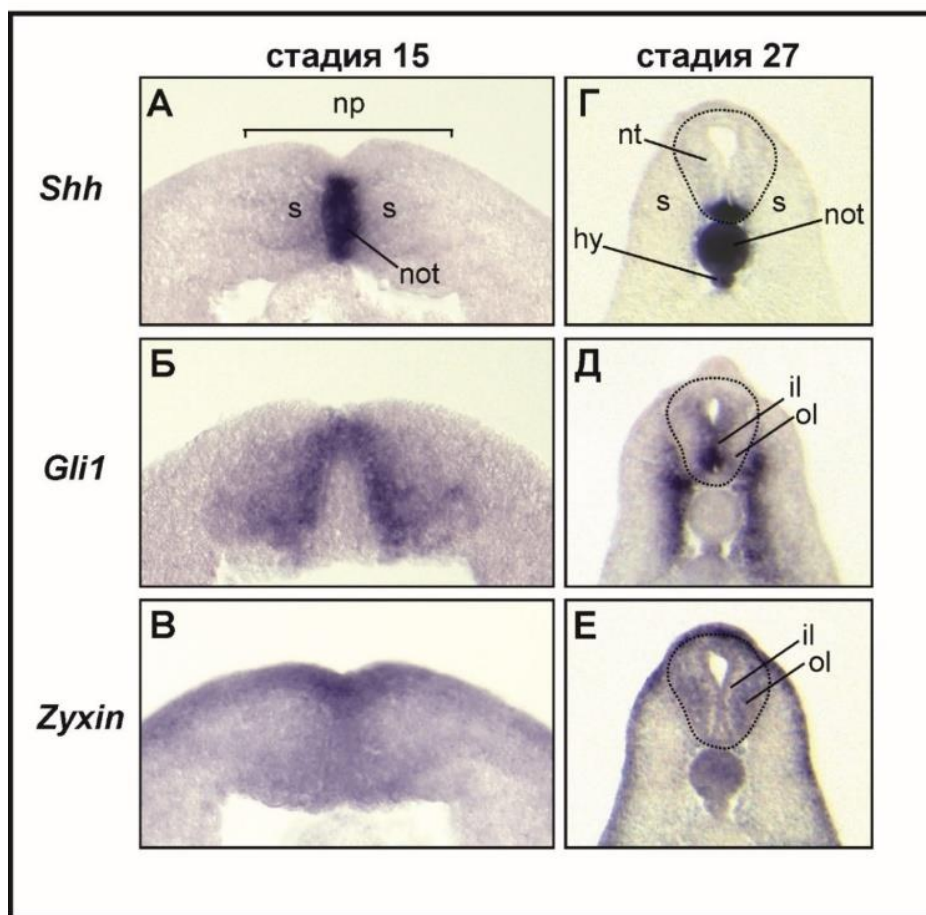 стадия 15 стадия 27
Shh
А np s s not
Г nt s s hy not
Gli1
Б
Д il ol
Zyxin
В
Е il ol